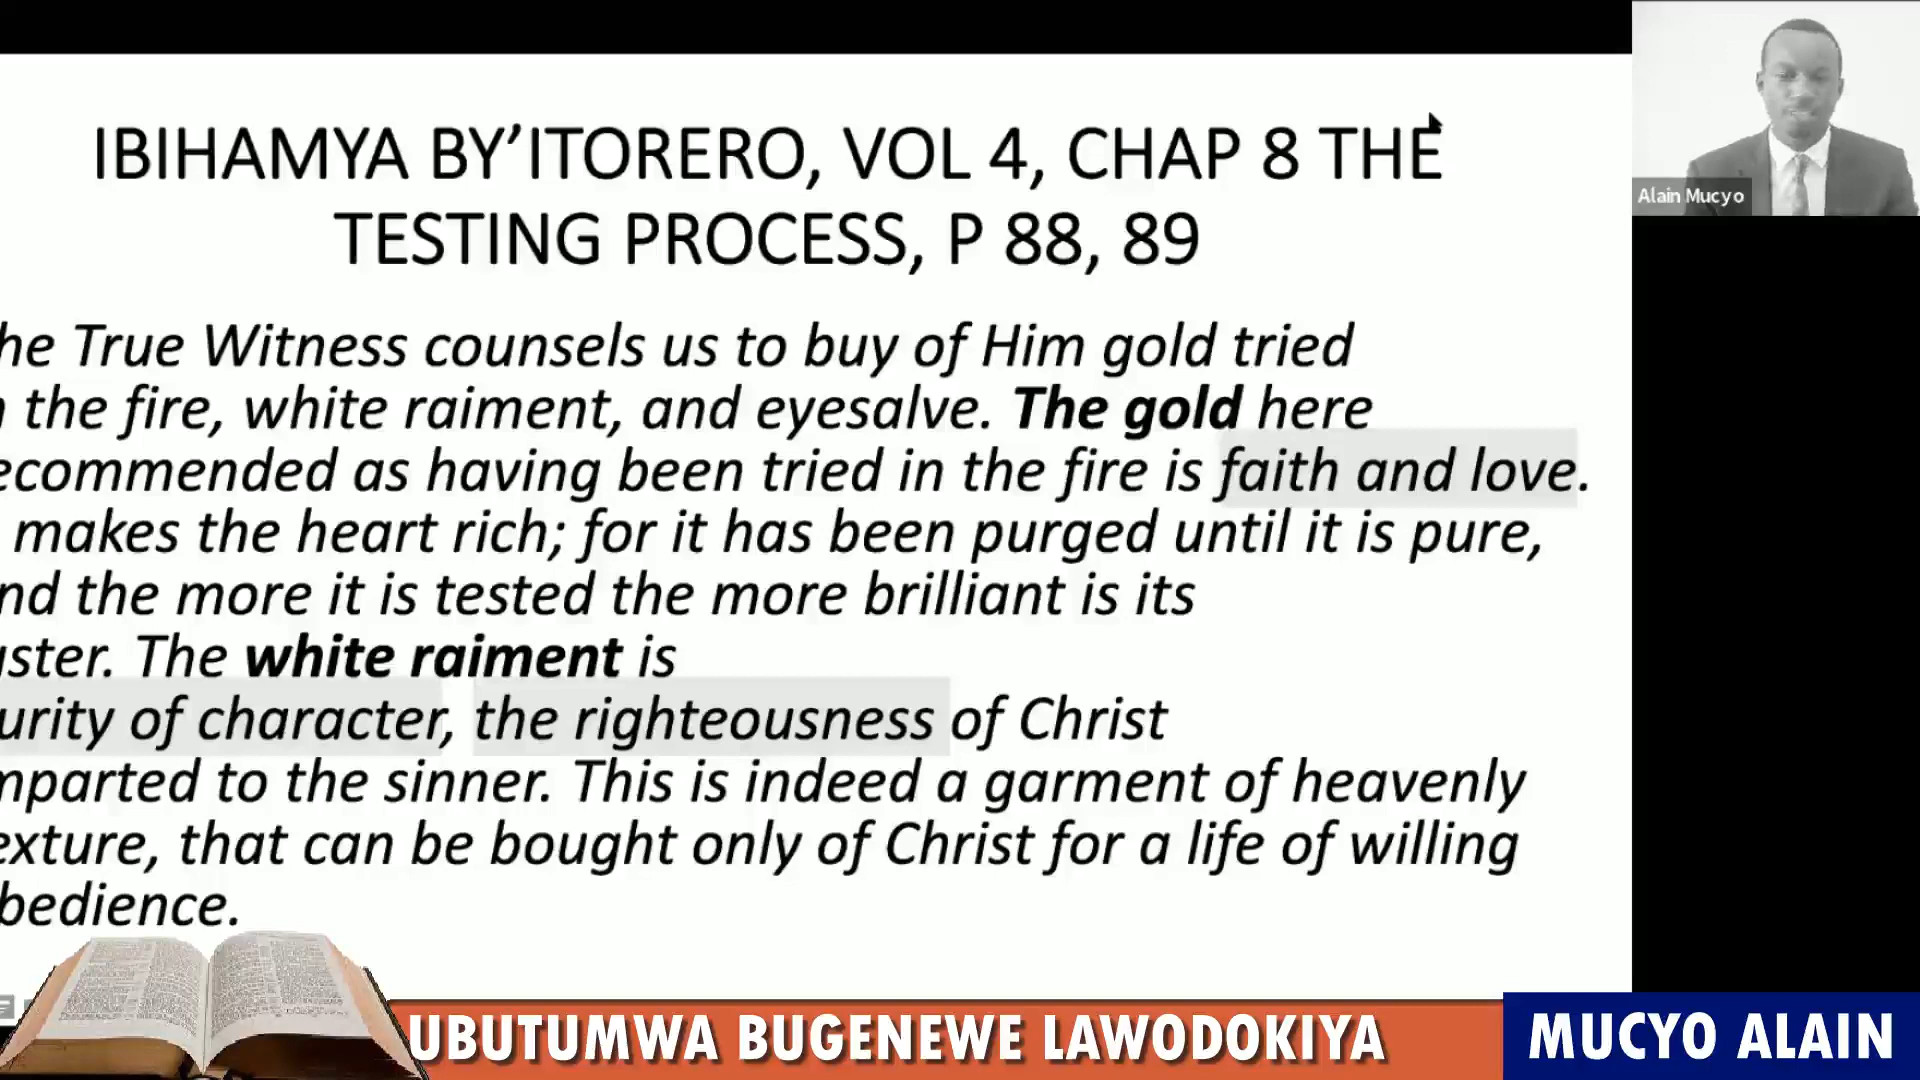 IBIHAMYA BY’ITORERO, VOL 4, CHAP 8 THE
TESTING PROCESS, P 88, 89
he True Witness counsels us to buy of Him gold tried
n the fire, white raiment, and eyesalve. The gold here
ecommended as having been tried in the fire is faith and love.
makes the heart rich; for it has been purged until it is pure,
nd the more it is tested the more brilliant is its
uster. The white raiment is
urity of character, the righteousness of Christ
mparted to the sinner. This is indeed a garment of heavenly
exture, that can be bought only of Christ for a life of willing
bedience.
Alain Mucyo
UBUTUMWA BUGENEWE LAWODOKIYA
MUCYO ALAIN